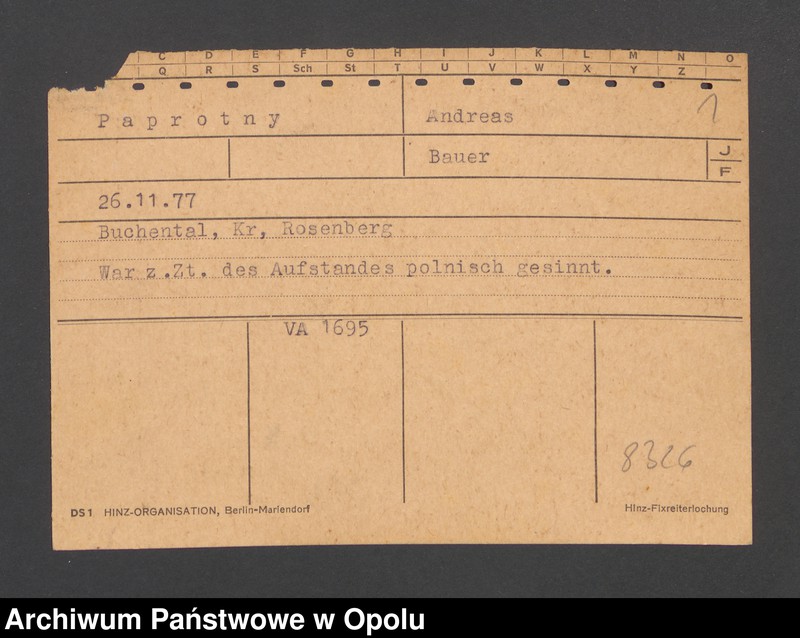 C D E F G H I J K L M N O
Q R S Sch St T U V W X Y Z
Paprotny Andreas 1
Bauer J
F
26.11.77
Buchental, Kr, Rosenberg
War z.Zt. des Aufstandes polnisch gesinnt.
VA 1695
8326
DS1 HINZ-ORGANISATION, Berlin-Mariendorf Hinz-Fixreiterlochung
Archiwum Państwowe w Opolu